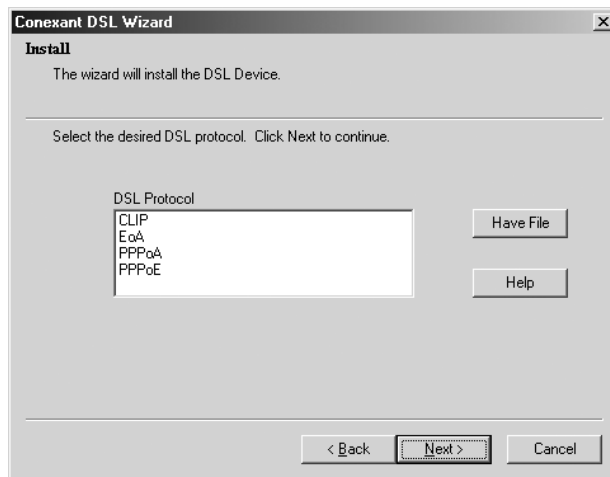 Conexant DSL Wizard
Install
The wizard will install the DSL Device.
Select the desired DSL protocol.  Click Next to continue.
DSL Protocol
CLIP
EoA
PPPoA
PPPoE
Have File
Help
< Back
Next >
Cancel